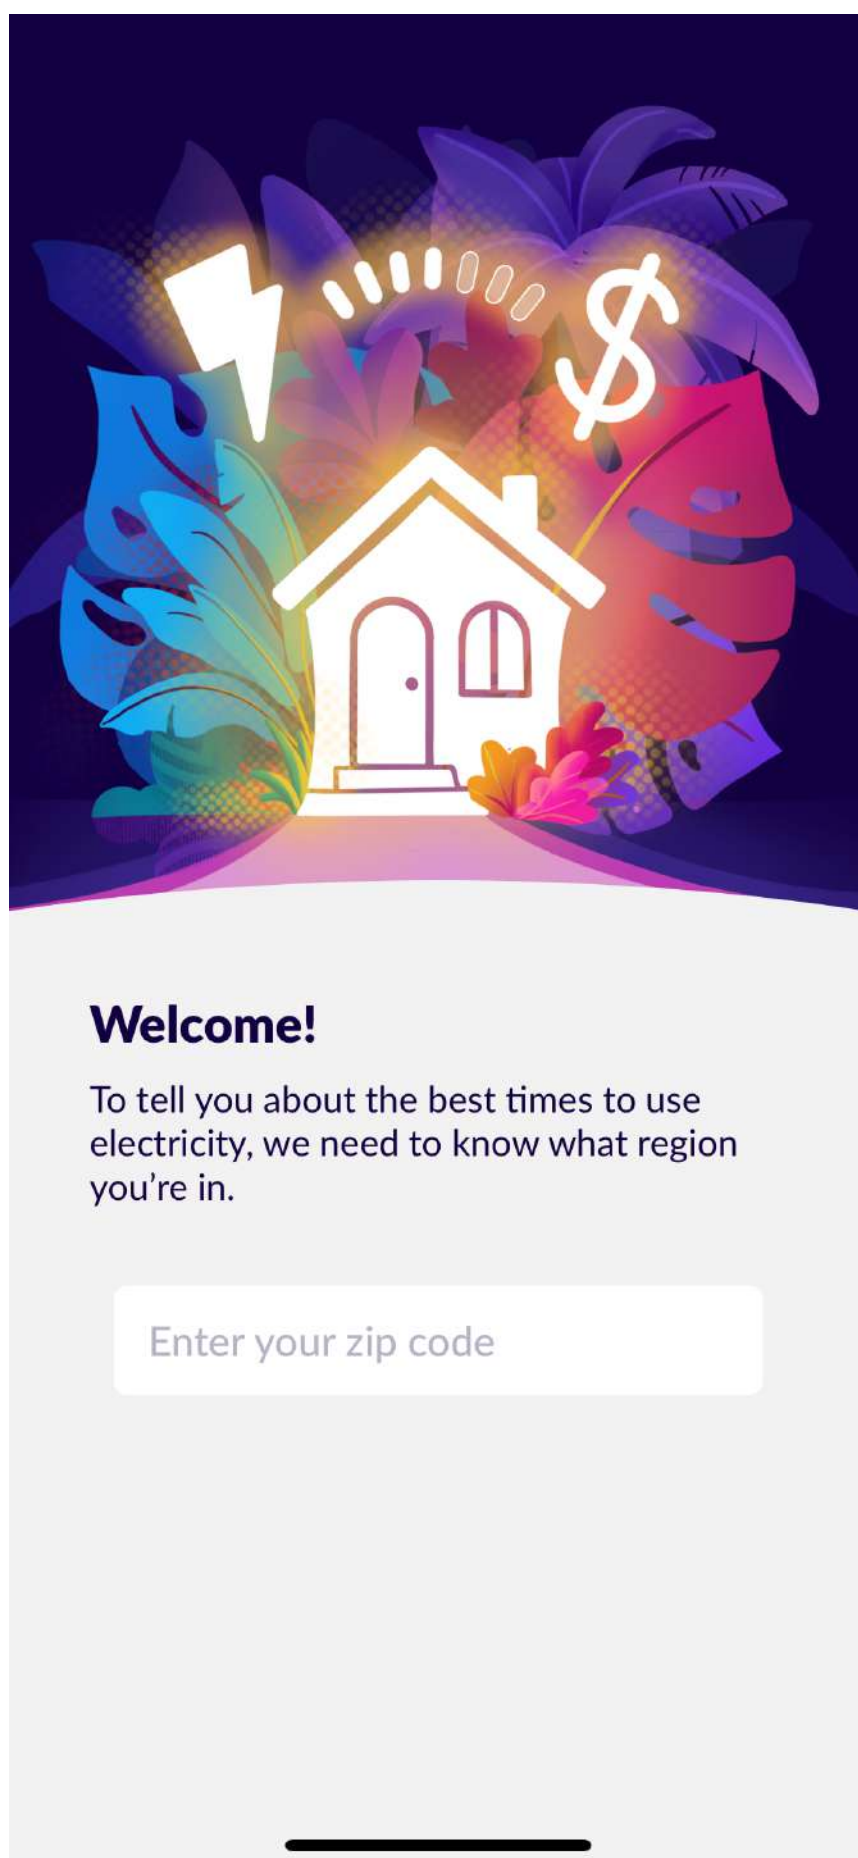 $
Welcome!
To tell you about the best times to use
electricity, we need to know what region
you're in.
Enter your zip code